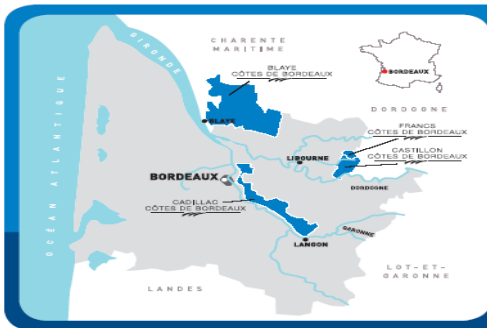 CHARENTE
MARITIME
GIRONDE
BLAYE
CÔTES DE BORDEAUX
BORDEAUX
OCÉAN ATLANTIQUE
DORDOGNE
BLAYE
FRANCS
CÔTES DE BORDEAUX
LIBOURNE
CASTILLON
CÔTES DE BORDEAUX
BORDEAUX
DORDOGNE
CADILLAC
CÔTES DE BORDEAUX
GARONNE
LANGON
LOT-ET-
GARONNE
LANDES